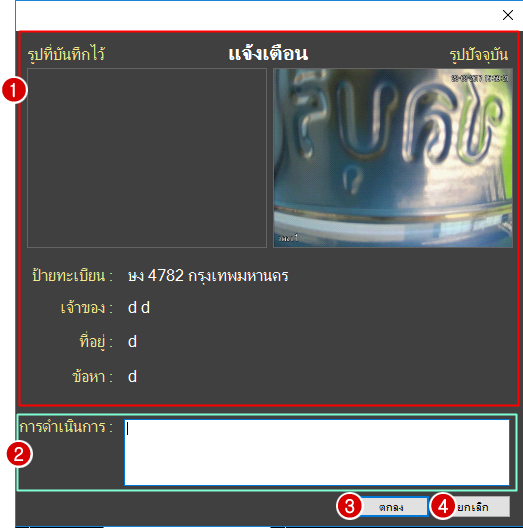 รูปที่บันทึกไว้ แจ้งเตือน รูปปัจจุบัน
1
ป้ายทะเบียน : ษง 4782 กรุงเทพมหานคร
เจ้าของ : d d
ที่อยู่ : d
ข้อหา : d
การดำเนินการ :
2
3 ตกลง 4 ยกเลิก